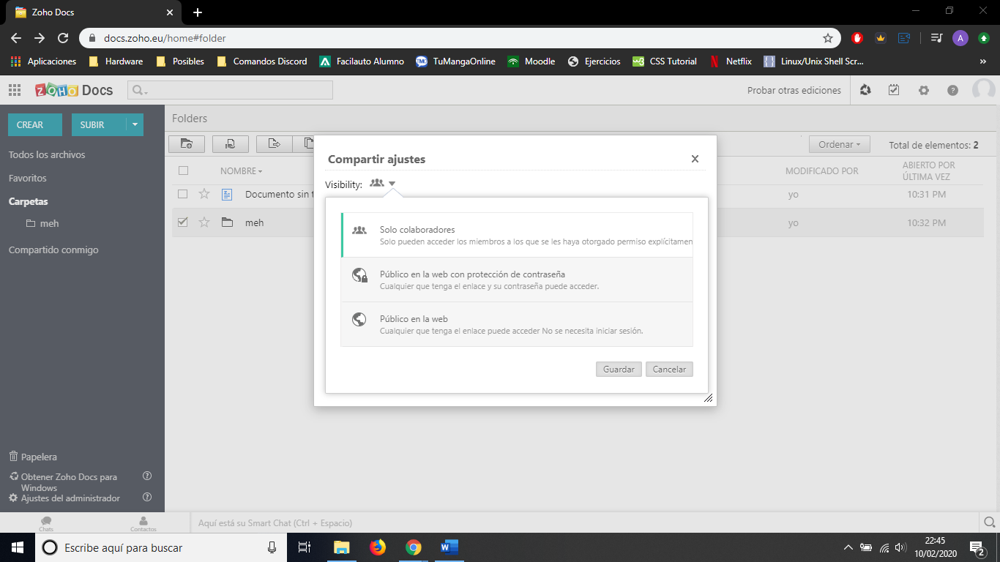 Zoho Docs
docs.zoho.eu/home#folder
A
Aplicaciones
Hardware
Posibles
Comandos Discord
Facilauto Alumno
TuMangaOnline
Moodle
Ejercicios
CSS Tutorial
Netflix
Linux/Unix Shell Scr...
ZOHO Docs
Probar otras ediciones
CREAR
SUBIR
Todos los archivos
Favoritos
Carpetas
meh
Compartido conmigo
Papelera
Obtener Zoho Docs para
Windows
Ajustes del administrador
Folders
Ordenar
Total de elementos: 2
NOMBRE
MODIFICADO POR
ABIERTO POR
ÚLTIMA VEZ
Documento sin t
yo
10:31 PM
meh
yo
10:32 PM
Compartir ajustes
Visibility:
Solo colaboradores
Solo pueden acceder los miembros a los que se les haya otorgado permiso explícitamen
Público en la web con protección de contraseña
Cualquier que tenga el enlace y su contraseña puede acceder.
Público en la web
Cualquier que tenga el enlace puede acceder No se necesita iniciar sesión.
Guardar
Cancelar
Chats
Contactos
Aquí está su Smart Chat (Ctrl + Espacio)
Escribe aquí para buscar
22:45
10/02/2020
2